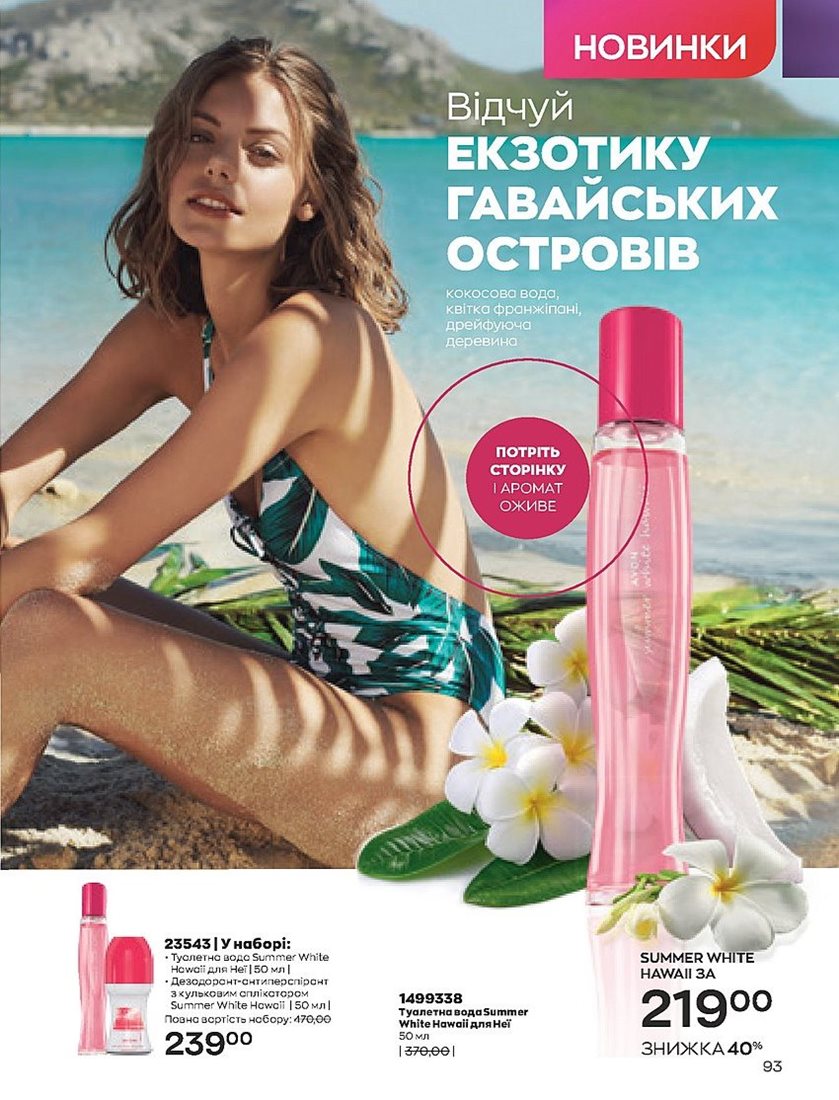 НОВИНКИ
Відчуй
ЕКЗОТИКУ
ГАВАЙСЬКИХ
ОСТРОВІВ
кокосова вода,
квітка франжіпані,
дрейфуюча
деревина
ПОТРІТЬ
СТОРІНКУ
І АРОМАТ
ОЖИВЕ
AVON
summer white hawaii
23543 | У наборі:
• Туалетна вода Summer White
Hawaii для Неї | 50 мл |
• Дезодорант-антиперспірант
з кульковим аплікатором
Summer White Hawaii | 50 мл |
Повна вартість набору: 470,00
239⁰⁰
1499338
Туалетна вода Summer
White Hawaii для Неї
50 мл
| 370,00 |
SUMMER WHITE
HAWAII ЗА
219⁰⁰
ЗНИЖКА 40%
93